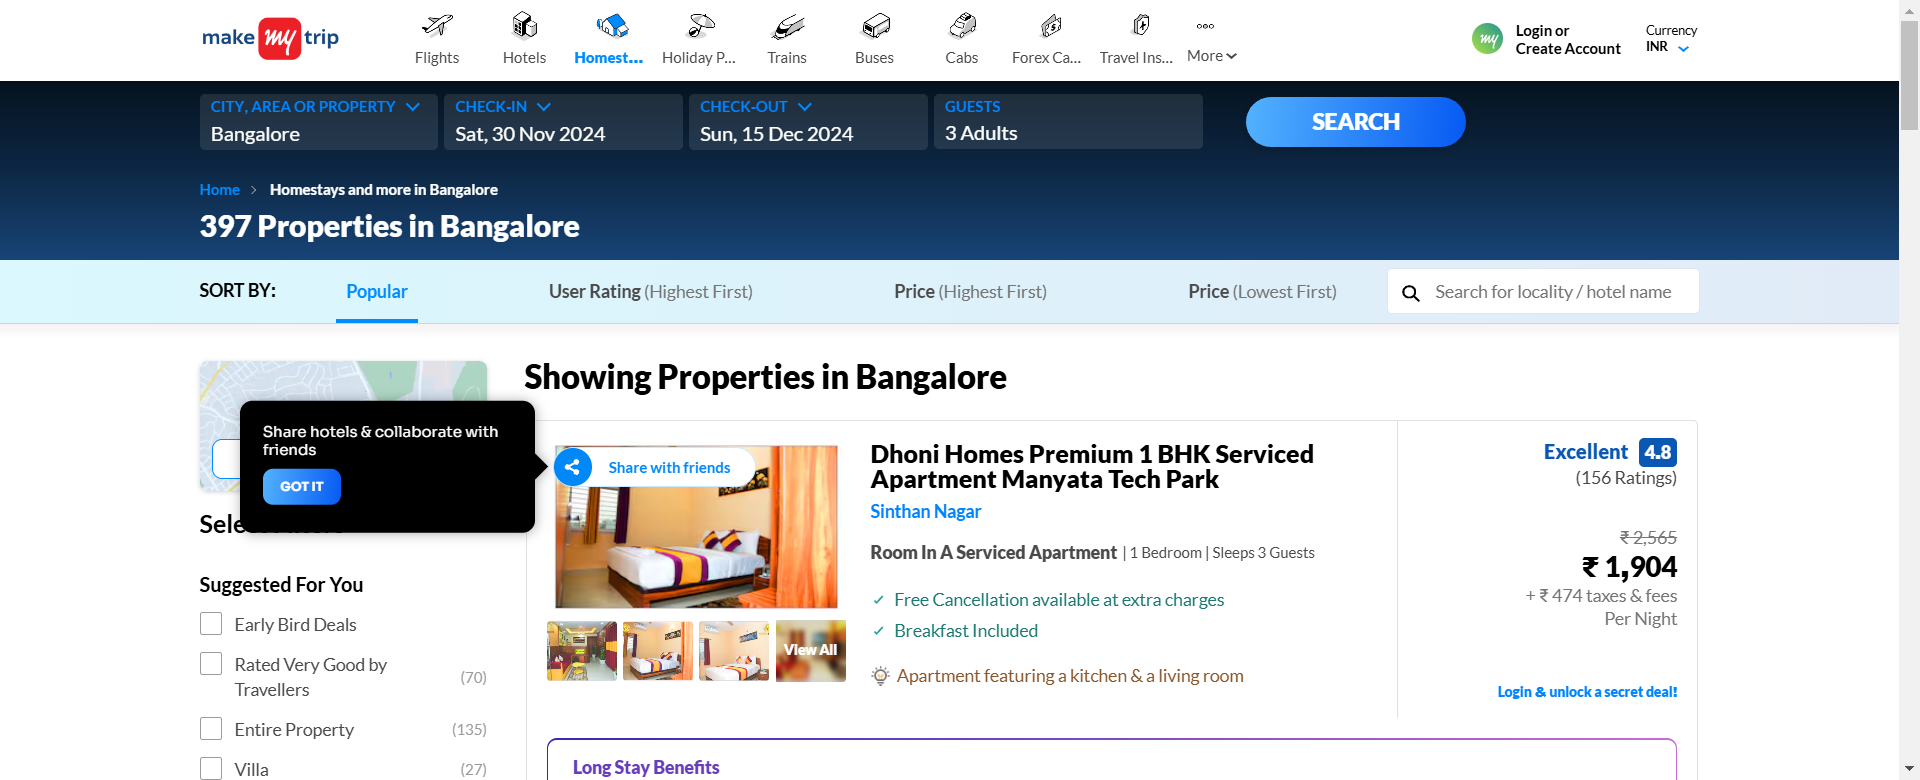 make my trip
Flights
Hotels
Homest...
Holiday P...
Trains
Buses
Cabs
Forex Ca...
Travel Ins...
More
my
Login or
Create Account
Currency
INR
CITY, AREA OR PROPERTY
Bangalore
CHECK-IN
Sat, 30 Nov 2024
CHECK-OUT
Sun, 15 Dec 2024
GUESTS
3 Adults
SEARCH
Home > Homestays and more in Bangalore
397 Properties in Bangalore
SORT BY:
Popular
User Rating (Highest First)
Price (Highest First)
Price (Lowest First)
Search for locality / hotel name
Share hotels & collaborate with
friends
GOT IT
Suggested For You
Early Bird Deals
Rated Very Good by
Travellers
(70)
Entire Property
(135)
Villa
(27)
Showing Properties in Bangalore
Share with friends
View All
Dhoni Homes Premium 1 BHK Serviced
Apartment Manyata Tech Park
Sinthan Nagar
Room In A Serviced Apartment | 1 Bedroom | Sleeps 3 Guests
Free Cancellation available at extra charges
Breakfast Included
Apartment featuring a kitchen & a living room
Excellent 4.8
(156 Ratings)
₹ 2,565
₹ 1,904
+ ₹ 474 taxes & fees
Per Night
Login & unlock a secret deal!
Long Stay Benefits